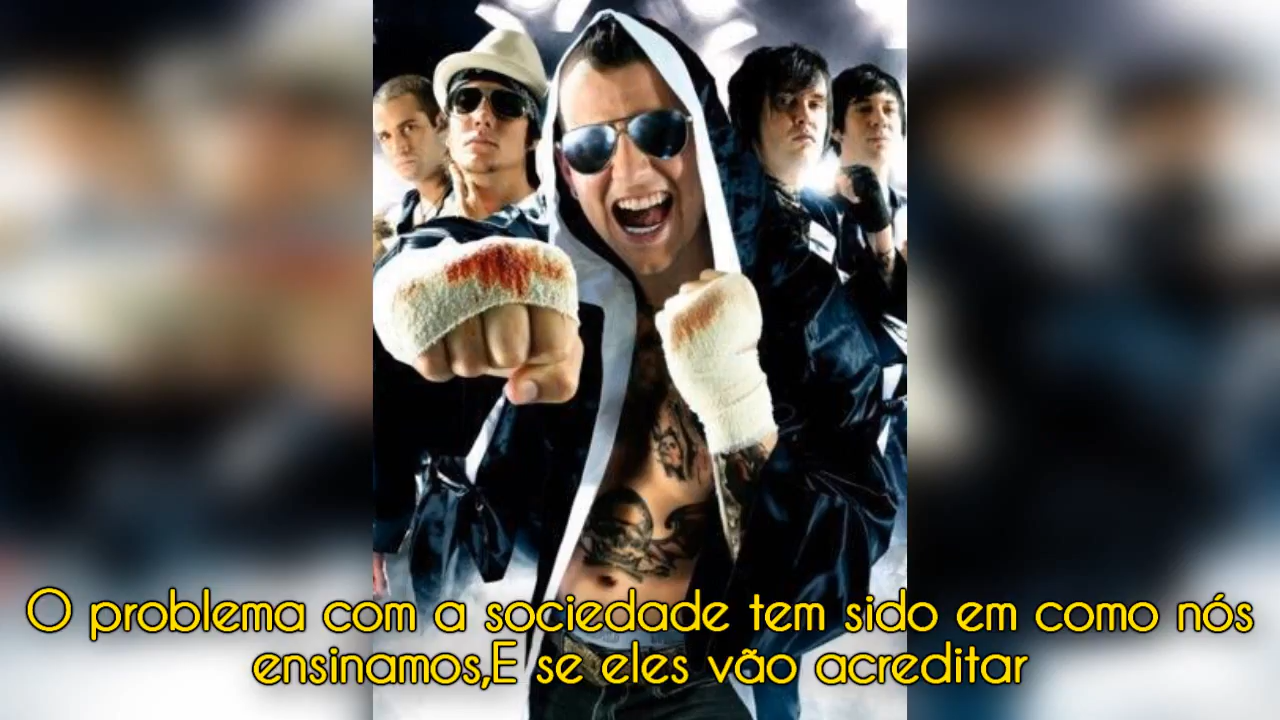 O problema com a sociedade tem sido em como nós
ensinamos,E se eles vão acreditar